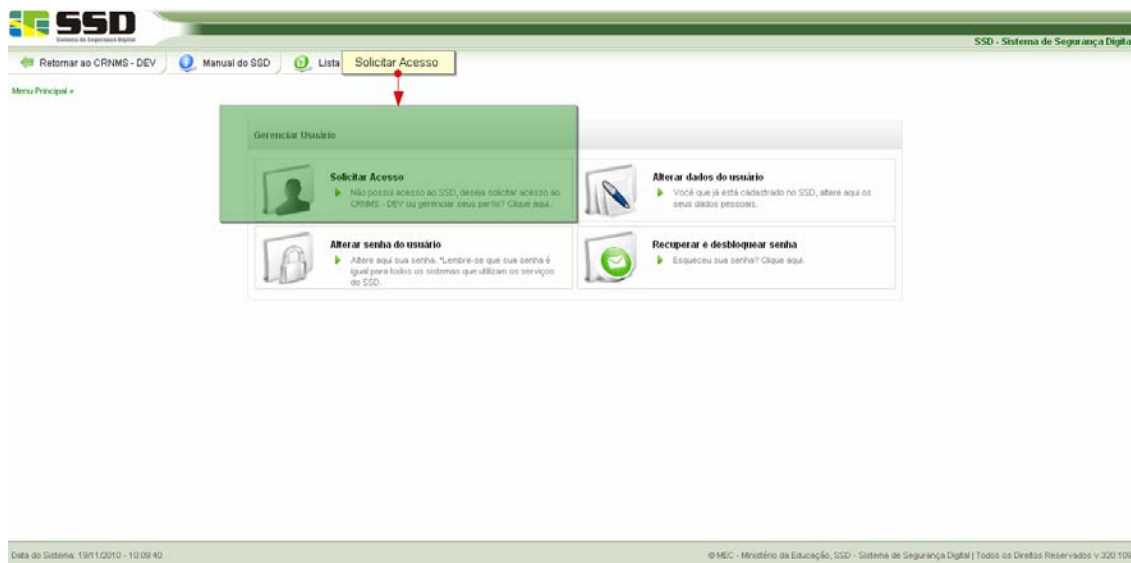 SSD
Sistema de Segurança Digital
SSD - Sistema de Segurança Digita
Retornar ao CRNMS - DEV
Manual do SSD
Lista
Solicitar Acesso
Menu Principal »
Gerenciar Usuário
Solicitar Acesso
Não possui acesso ao SSD, deseja solicitar acesso ao
CRNMS - DEV ou gerenciar seus perfis? Clique aqui.
Alterar dados do usuário
Você que já está cadastrado no SSD, altere aqui os
seus dados pessoais.
Alterar senha do usuário
Altere aqui sua senha. *Lembre-se que sua senha é
igual para todos os sistemas que utilizam os serviços
do SSD.
Recuperar e desbloquear senha
Esqueceu sua senha? Clique aqui.
Data do Sistema: 19/11/2010 - 10:09:40
© MEC - Ministério da Educação, SSD - Sistema de Segurança Digital | Todos os Direitos Reservados v.320.109